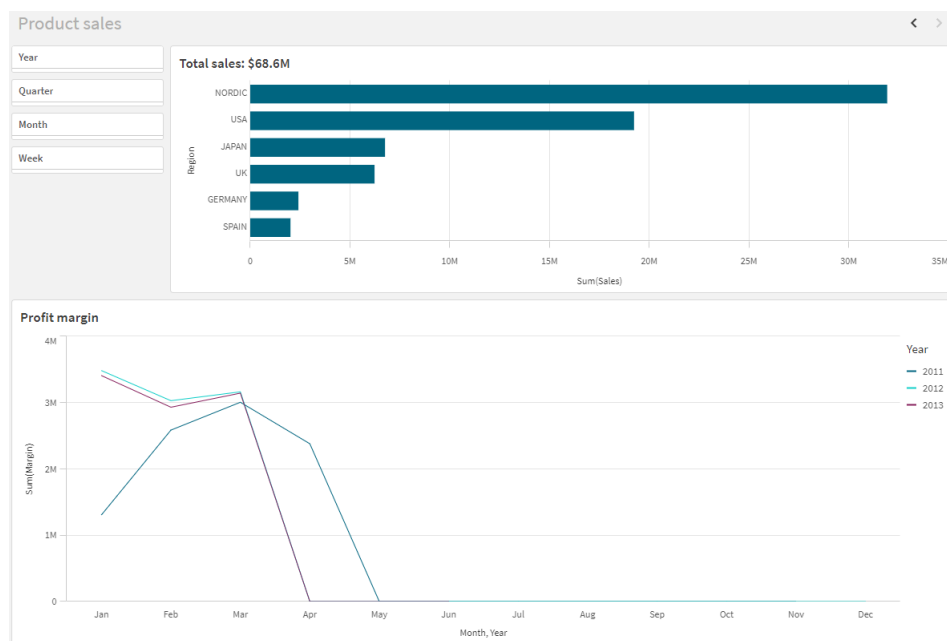 Product sales
Year
Quarter
Month
Week
Total sales: $68.6M
Region
NORDIC
USA
JAPAN
UK
GERMANY
SPAIN
0 5M 10M 15M 20M 25M 30M 35M
Sum(Sales)
Profit margin
Sum(Margin)
4M
3M
2M
1M
0
Jan Feb Mar Apr May Jun Jul Aug Sep Oct Nov Dec
Month, Year
Year
2011
2012
2013